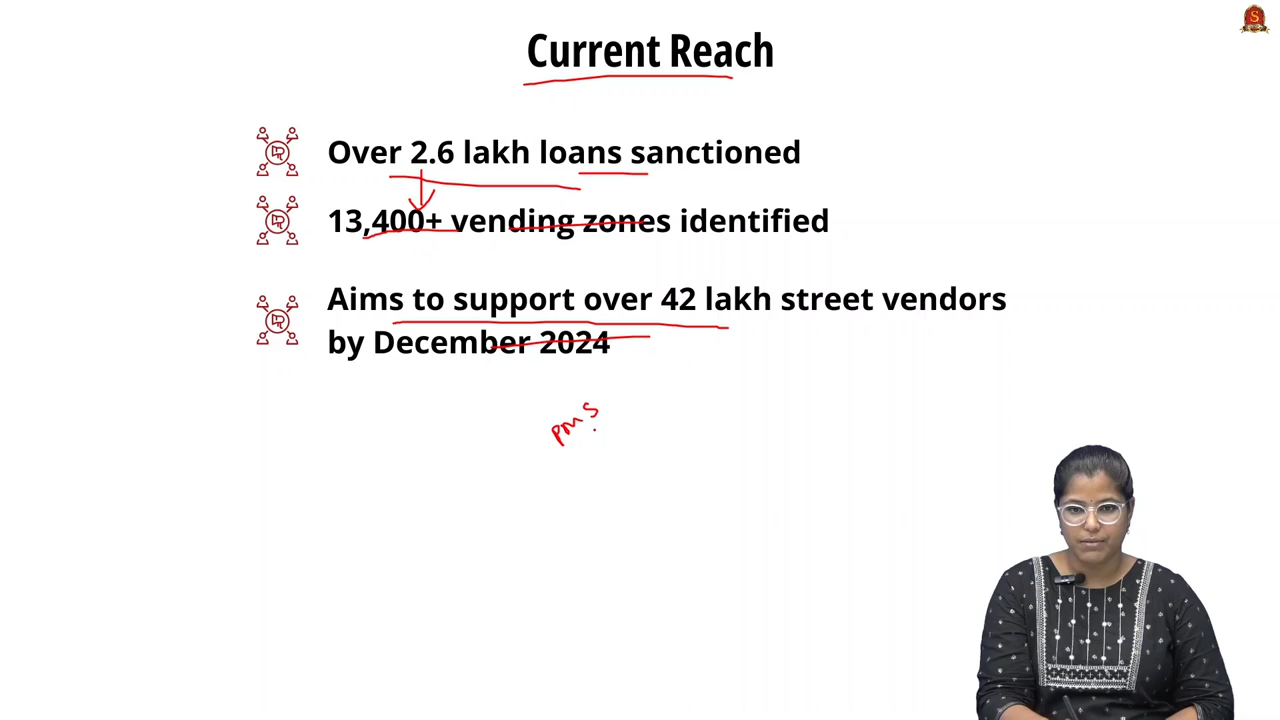 Current Reach
Over 2.6 lakh loans sanctioned
13,400+ vending zones identified
Aims to support over 42 lakh street vendors
by December 2024
pm S